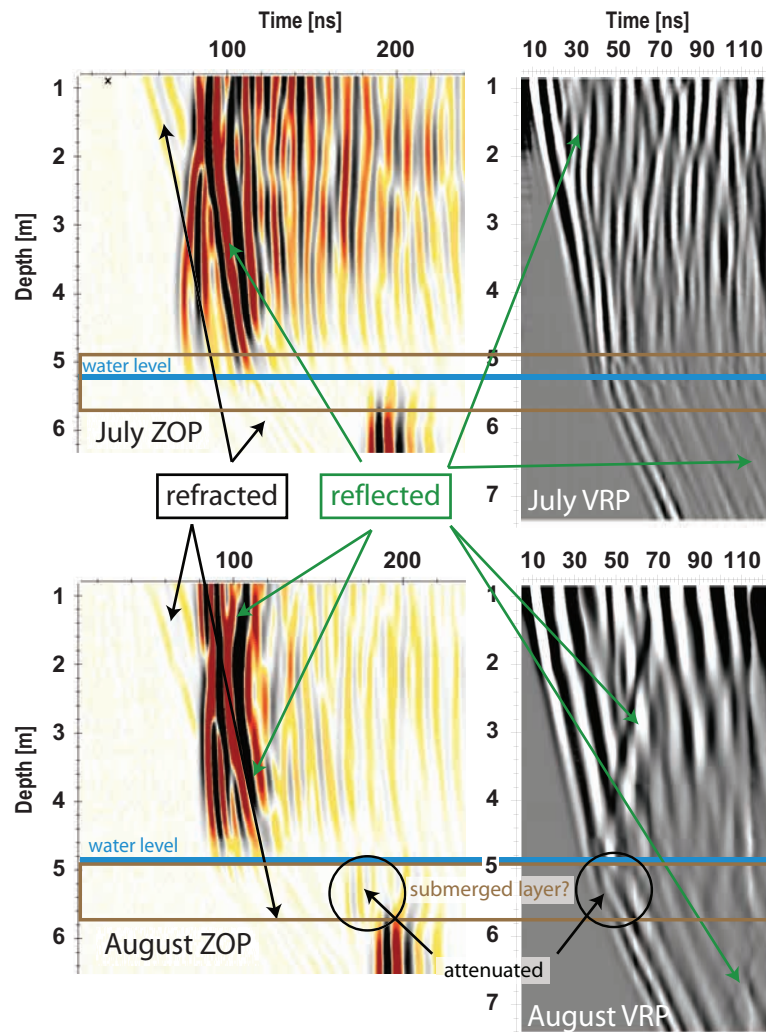 Time [ns]
Time [ns]
100
200
10 30 50 70 90 110
Depth [m]
1
2
3
4
5
6
1
2
3
4
5
6
7
water level
July ZOP
July VRP
refracted
reflected
100
200
10 30 50 70 90 110
Depth [m]
1
2
3
4
5
6
1
2
3
4
5
6
7
water level
submerged layer?
August ZOP
attenuated
August VRP